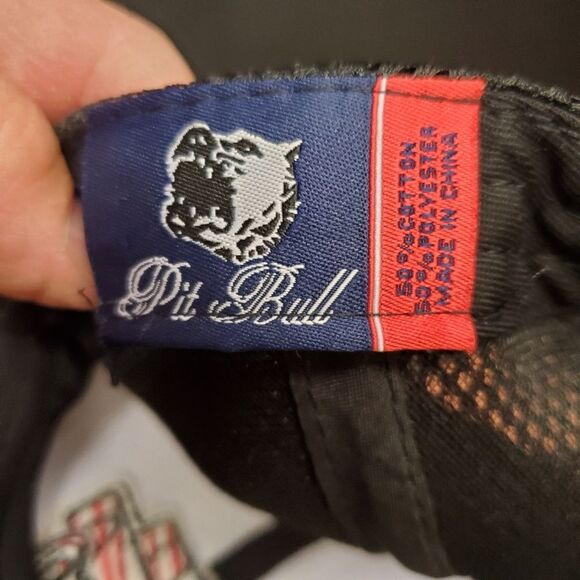 Pit Bull
50%COTTON
50%POLYESTER
MADE IN CHINA